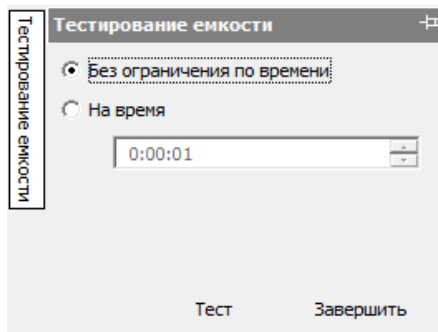 Тестирование емкости
Тестирование емкости
Без ограничения по времени
На время
0:00:01
Тест
Завершить